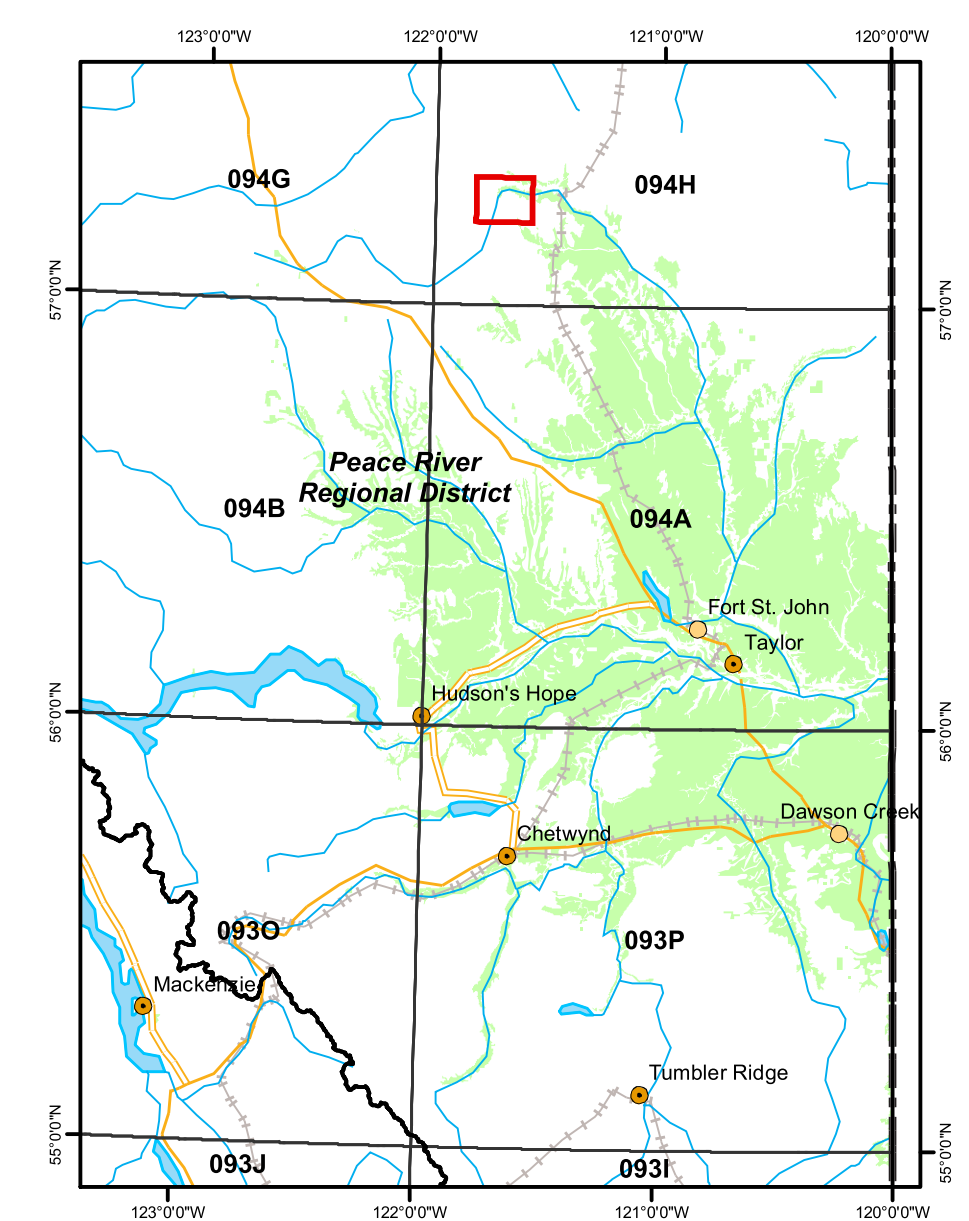 123°0'0"W 122°0'0"W 121°0'0"W 120°0'0"W
094G
094H
57°0'0"N
57°0'0"N
Peace River
Regional District
094B
094A
Fort St. John
Taylor
Hudson's Hope
56°0'0"N
56°0'0"N
Dawson Creek
Chetwynd
093O
093P
Mackenzie
Tumbler Ridge
55°0'0"N
55°0'0"N
093J
093I
123°0'0"W 122°0'0"W 121°0'0"W 120°0'0"W